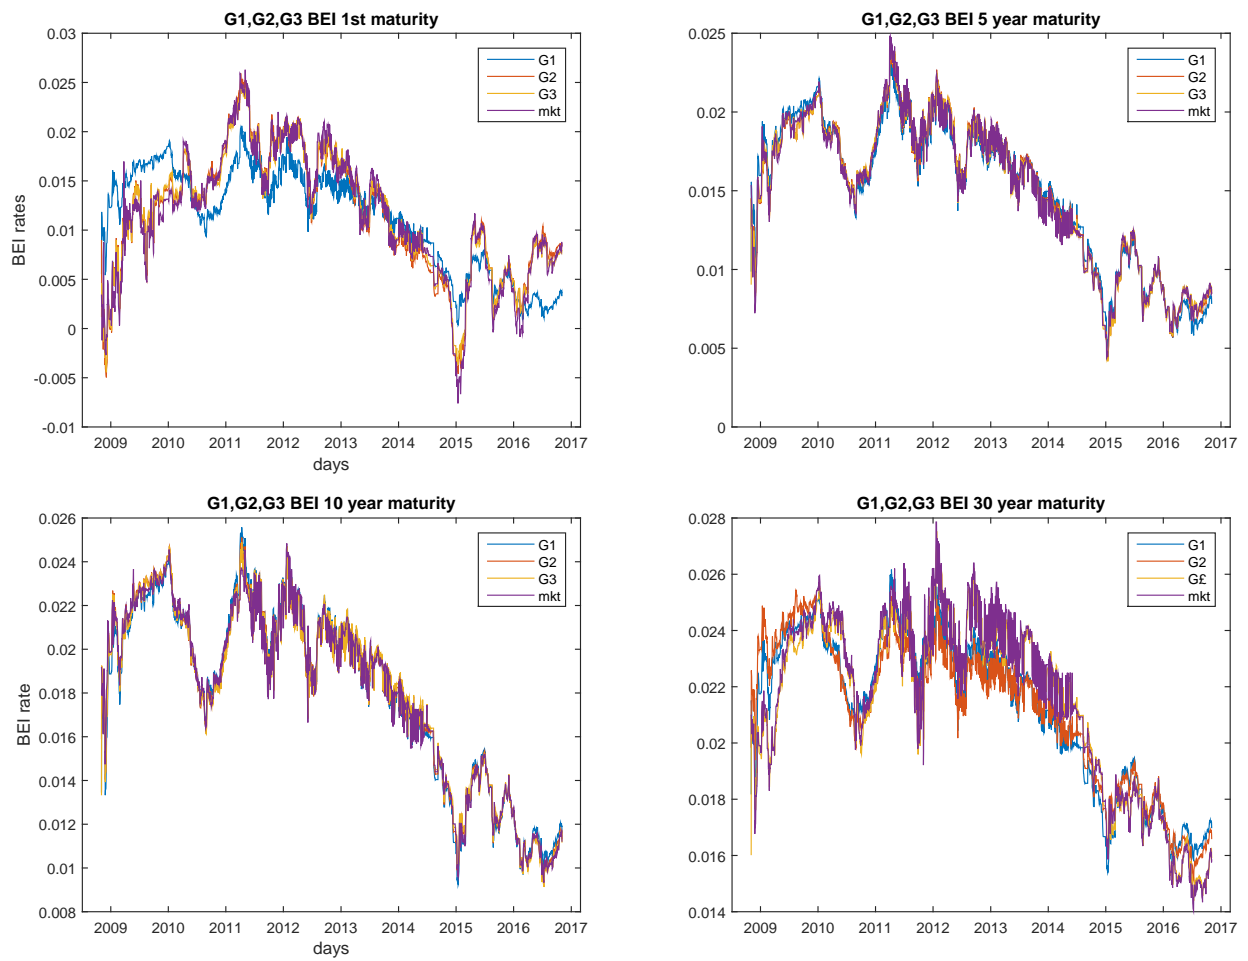 G1,G2,G3 BEI 1st maturity
0.03
0.025
0.02
0.015
0.01
0.005
0
-0.005
-0.01
BEI rates
G1
G2
G3
mkt
2009 2010 2011 2012 2013 2014 2015 2016 2017
days
G1,G2,G3 BEI 5 year maturity
0.025
0.02
0.015
0.01
0.005
0
G1
G2
G3
mkt
2009 2010 2011 2012 2013 2014 2015 2016 2017
G1,G2,G3 BEI 10 year maturity
0.026
0.024
0.022
0.02
0.018
0.016
0.014
0.012
0.01
0.008
BEI rate
G1
G2
G3
mkt
2009 2010 2011 2012 2013 2014 2015 2016 2017
days
G1,G2,G3 BEI 30 year maturity
0.028
0.026
0.024
0.022
0.02
0.018
0.016
0.014
G1
G2
G£
mkt
2009 2010 2011 2012 2013 2014 2015 2016 2017